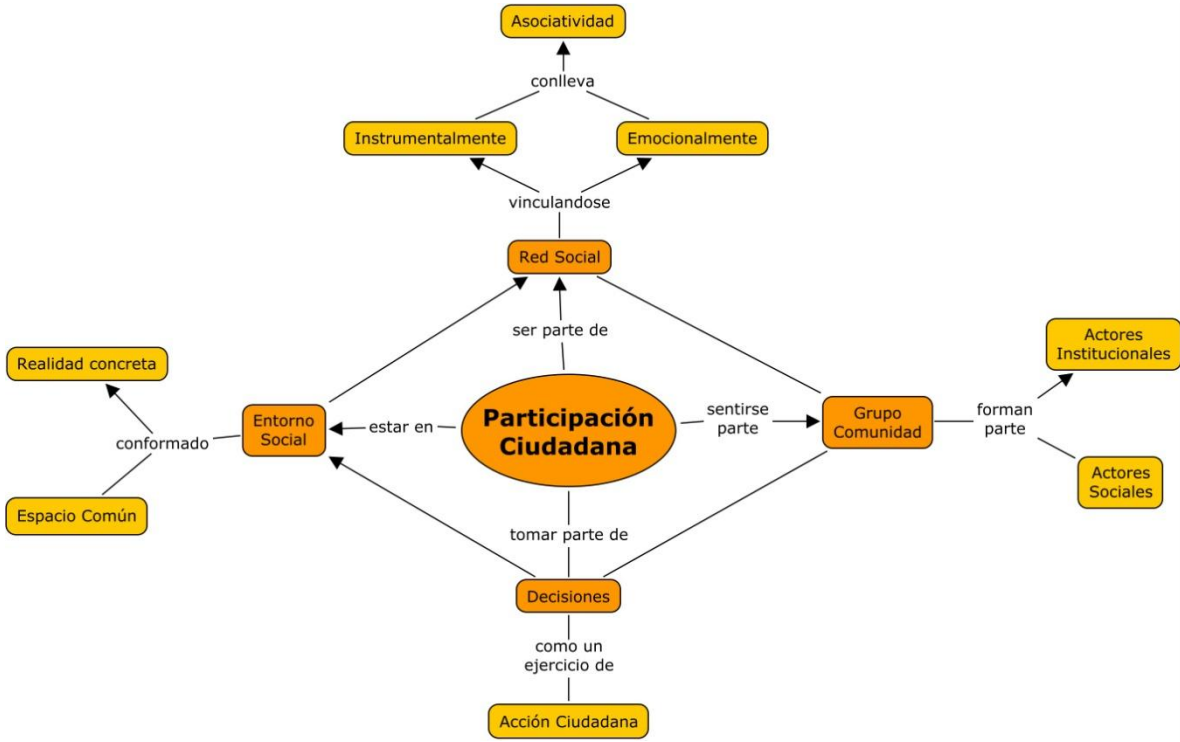 Asociatividad
conlleva
Instrumentalmente
Emocionalmente
vinculandose
Red Social
ser parte de
Actores
Institucionales
Realidad concreta
Entorno
Social
estar en
Participación
Ciudadana
sentirse
parte
Grupo
Comunidad
forman
parte
conformado
Actores
Sociales
Espacio Común
tomar parte de
Decisiones
como un
ejercicio de
Acción Ciudadana